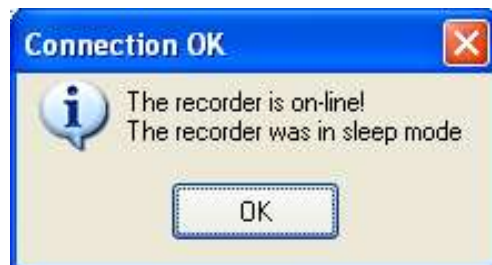 Connection OK
The recorder is on-line!
The recorder was in sleep mode
OK